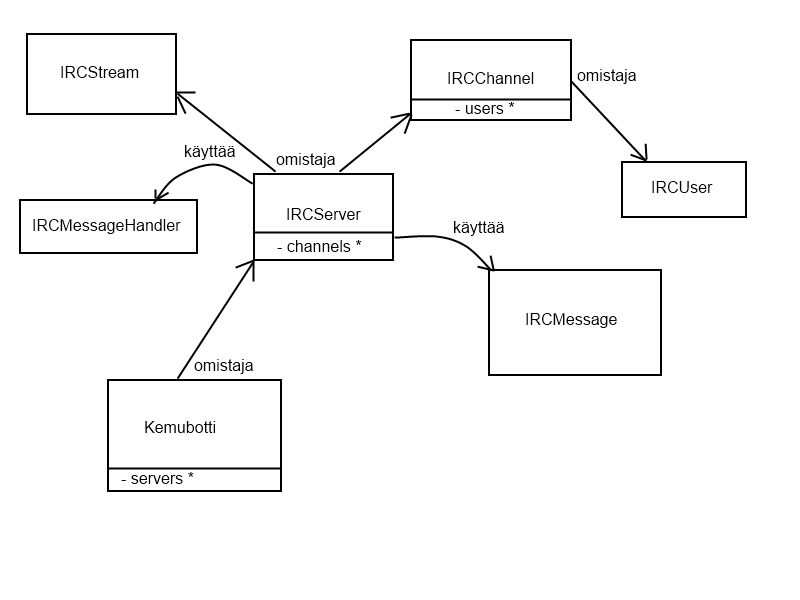 IRCStream
IRCChannel
- users *
omistaja
käyttää
omistaja
IRCUser
IRCMessageHandler
IRCServer
- channels *
käyttää
IRCMessage
omistaja
Kemubotti
- servers *